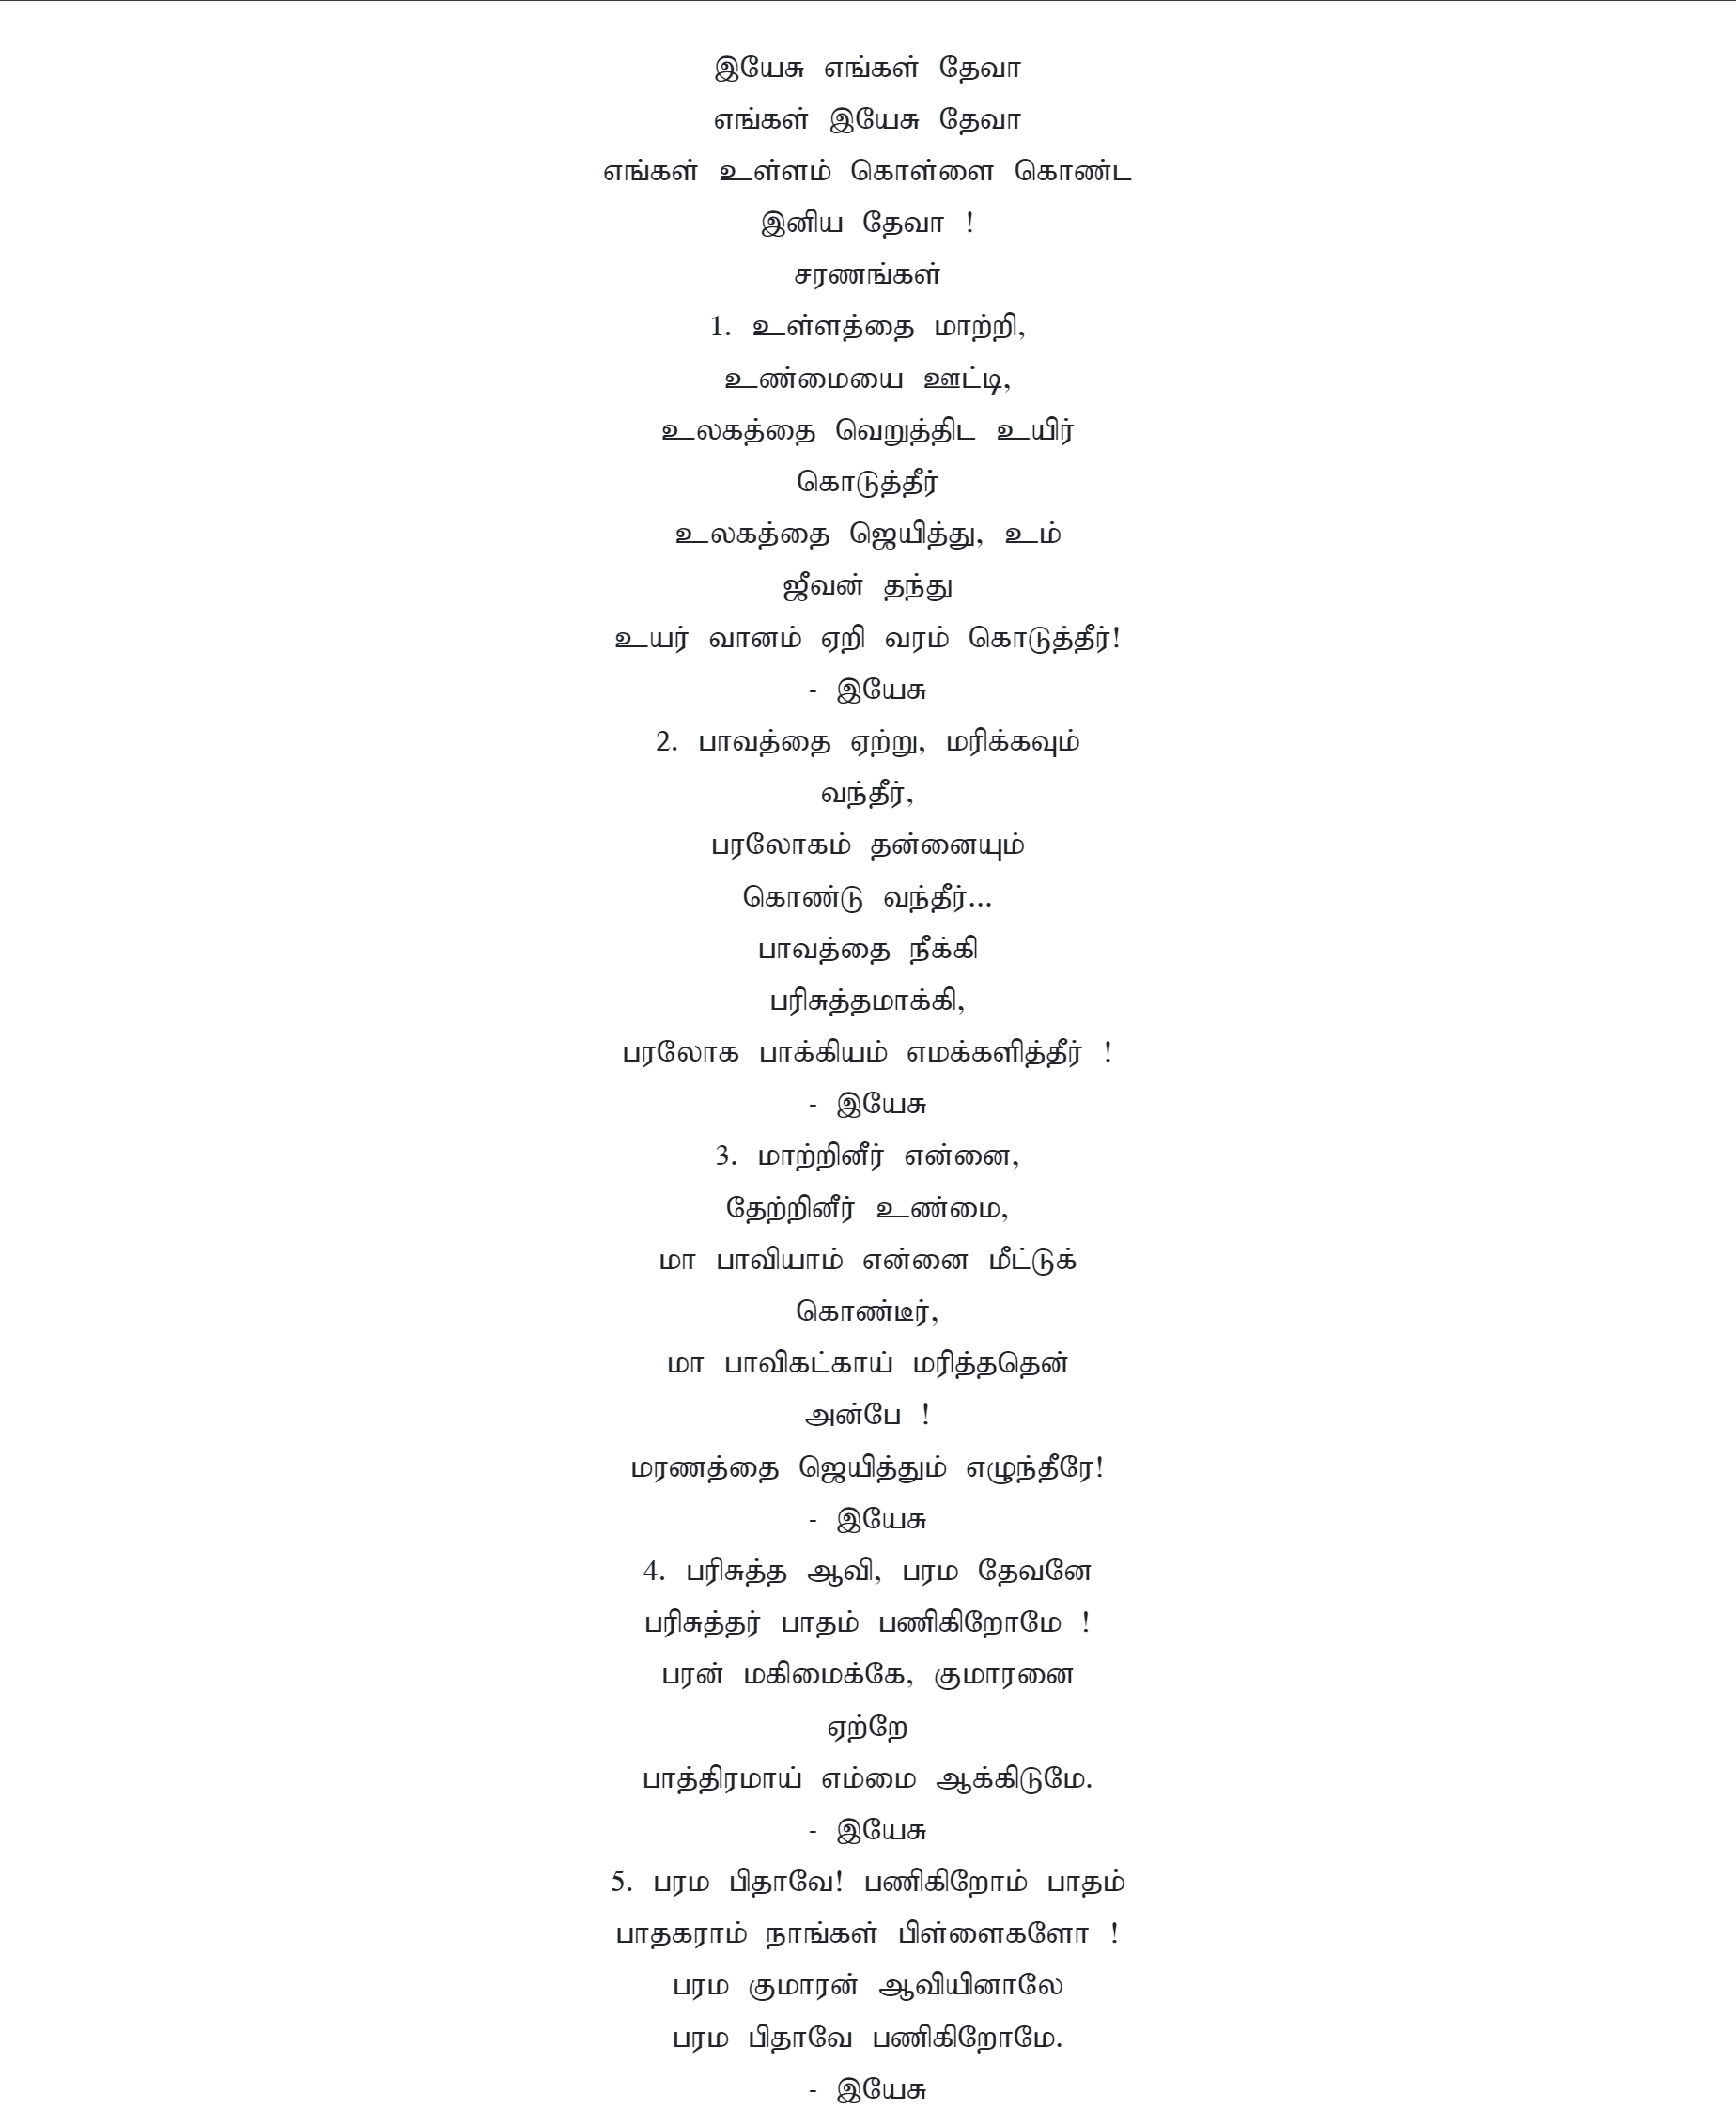 இயேசு எங்கள் தேவா
எங்கள் இயேசு தேவா
எங்கள் உள்ளம் கொள்ளை கொண்ட
இனிய தேவா !
சரணங்கள்
1. உள்ளத்தை மாற்றி,
உண்மையை ஊட்டி,
உலகத்தை வெறுத்திட உயிர்
கொடுத்தீர்
உலகத்தை ஜெயித்து, உம்
ஜீவன் தந்து
உயர் வானம் ஏறி வரம் கொடுத்தீர்!
- இயேசு
2. பாவத்தை ஏற்று, மரிக்கவும்
வந்தீர்,
பரலோகம் தன்னையும்
கொண்டு வந்தீர்...
பாவத்தை நீக்கி
பரிசுத்தமாக்கி,
பரலோக பாக்கியம் எமக்களித்தீர் !
- இயேசு
3. மாற்றினீர் என்னை,
தேற்றினீர் உண்மை,
மா பாவியாம் என்னை மீட்டுக்
கொண்டீர்,
மா பாவிகட்காய் மரித்ததென்
அன்பே !
மரணத்தை ஜெயித்தும் எழுந்தீரே!
- இயேசு
4. பரிசுத்த ஆவி, பரம தேவனே
பரிசுத்தர் பாதம் பணிகிறோமே !
பரன் மகிமைக்கே, குமாரனை
ஏற்றே
பாத்திரமாய் எம்மை ஆக்கிடுமே.
- இயேசு
5. பரம பிதாவே! பணிகிறோம் பாதம்
பாதகராம் நாங்கள் பிள்ளைகளோ !
பரம குமாரன் ஆவியினாலே
பரம பிதாவே பணிகிறோமே.
- இயேசு